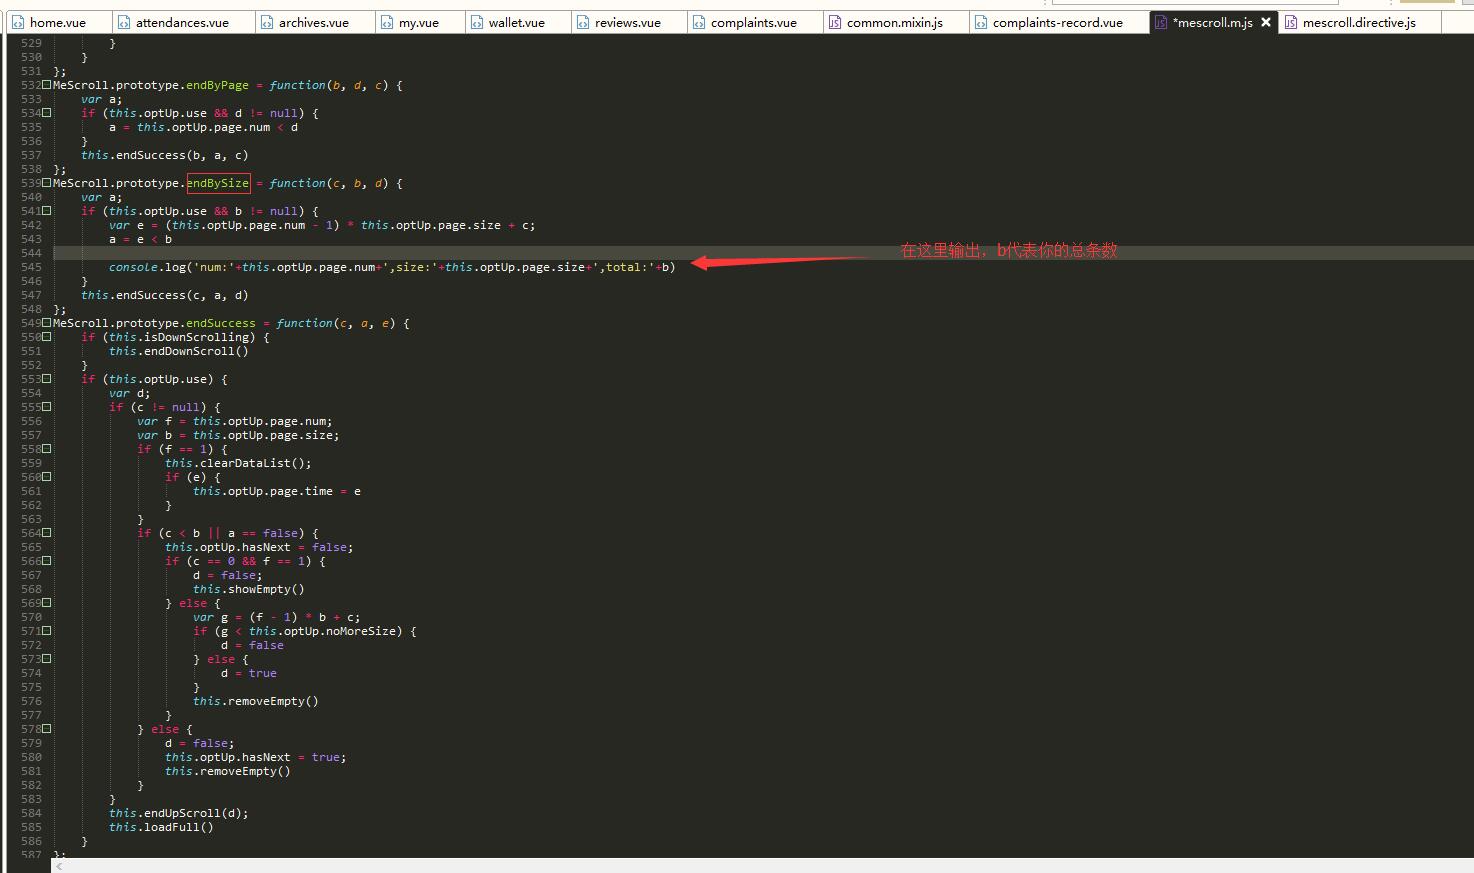 home.vue attendances.vue archives.vue my.vue wallet.vue reviews.vue complaints.vue common.mixin.js complaints-record.vue *mescroll.m.js mescroll.directive.js
529 }
530 }
531 };
532 MeScroll.prototype.endByPage = function(b, d, c) {
533 var a;
534 if (this.optUp.use && d != null) {
535 a = this.optUp.page.num < d
536 }
537 this.endSuccess(b, a, c)
538 };
539 MeScroll.prototype.endBySize = function(c, b, d) {
540 var a;
541 if (this.optUp.use && b != null) {
542 var e = (this.optUp.page.num - 1) * this.optUp.page.size + c;
543 a = e < b
544 在这里输出，b代表你的总条数
545 console.log('num:'+this.optUp.page.num+',size:'+this.optUp.page.size+',total:'+b)
546 }
547 this.endSuccess(c, a, d)
548 };
549 MeScroll.prototype.endSuccess = function(c, a, e) {
550 if (this.isDownScrolling) {
551 this.endDownScroll()
552 }
553 if (this.optUp.use) {
554 var d;
555 if (c != null) {
556 var f = this.optUp.page.num;
557 var b = this.optUp.page.size;
558 if (f == 1) {
559 this.clearDataList();
560 if (e) {
561 this.optUp.page.time = e
562 }
563 }
564 if (c < b || a == false) {
565 this.optUp.hasNext = false;
566 if (c == 0 && f == 1) {
567 d = false;
568 this.showEmpty()
569 } else {
570 var g = (f - 1) * b + c;
571 if (g < this.optUp.noMoreSize) {
572 d = false
573 } else {
574 d = true
575 }
576 this.removeEmpty()
577 }
578 } else {
579 d = false;
580 this.optUp.hasNext = true;
581 this.removeEmpty()
582 }
583 }
584 this.endUpScroll(d);
585 this.loadFull()
586 }
587 };